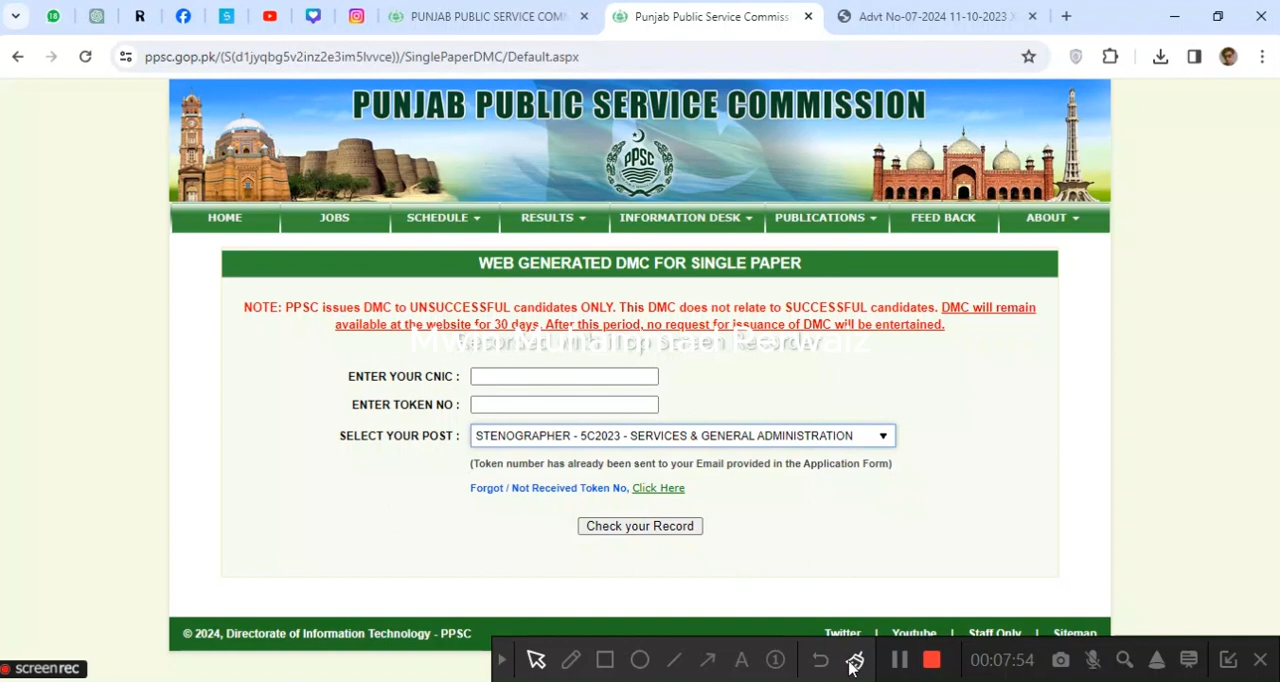 18
PUNJAB PUBLIC SERVICE COM
Punjab Public Service Commiss
Advt No-07-2024 11-10-2023 X
ppsc.gop.pk/(S(d1jyqbg5v2inz2e3im5lvvce))/SinglePaperDMC/Default.aspx
PUNJAB PUBLIC SERVICE COMMISSION
PPSC
HOME JOBS SCHEDULE RESULTS INFORMATION DESK PUBLICATIONS FEED BACK ABOUT
WEB GENERATED DMC FOR SINGLE PAPER
NOTE: PPSC issues DMC to UNSUCCESSFUL candidates ONLY. This DMC does not relate to SUCCESSFUL candidates. DMC will remain
available at the website for 30 days. After this period, no request for issuance of DMC will be entertained.
ENTER YOUR CNIC :
ENTER TOKEN NO :
SELECT YOUR POST : STENOGRAPHER - 5C2023 - SERVICES & GENERAL ADMINISTRATION
(Token number has already been sent to your Email provided in the Application Form)
Forgot / Not Received Token No, Click Here
Check your Record
© 2024, Directorate of Information Technology - PPSC
Twitter | Youtube | Staff Only | Sitemap
screenrec
A 1 00:07:54